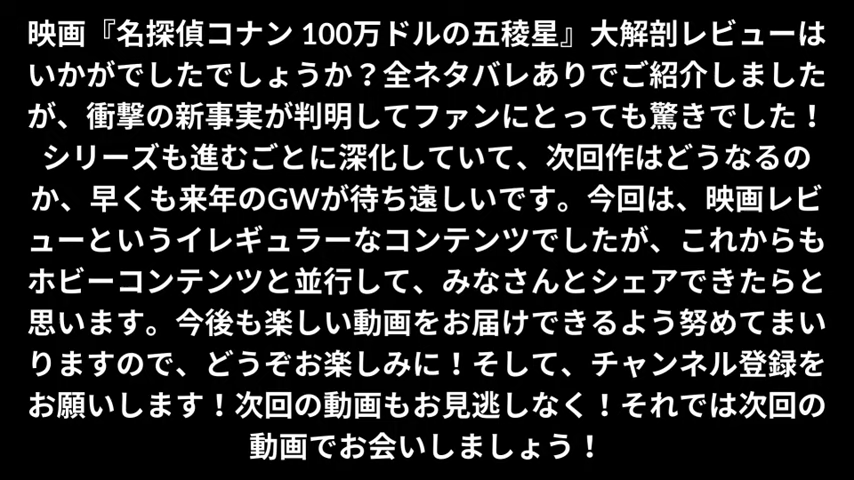 映画『名探偵コナン 100万ドルの五稜星』大解剖レビューは
いかがでしたでしょうか？全ネタバレありでご紹介しました
が、衝撃の新事実が判明してファンにとっても驚きでした！
シリーズも進むごとに深化していて、次回作はどうなるの
か、早くも来年のGWが待ち遠しいです。今回は、映画レビ
ューというイレギュラーなコンテンツでしたが、これからも
ホビーコンテンツと並行して、みなさんとシェアできたらと
思います。今後も楽しい動画をお届けできるよう努めてまい
りますので、どうぞお楽しみに！そして、チャンネル登録を
お願いします！次回の動画もお見逃しなく！それでは次回の
動画でお会いしましょう！